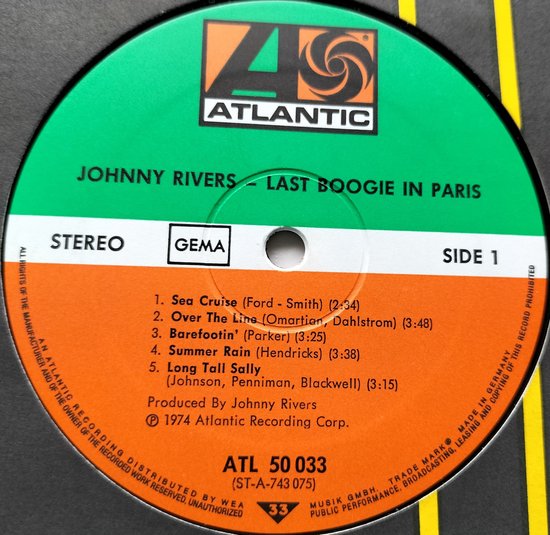 ATLANTIC
JOHNNY RIVERS – LAST BOOGIE IN PARIS
STEREO
GEMA
SIDE 1
1. Sea Cruise (Ford - Smith) (2:34)
2. Over The Line (Omartian, Dahlstrom) (3:48)
3. Barefootin' (Parker) (3:25)
4. Summer Rain (Hendricks) (3:38)
5. Long Tall Sally
(Johnson, Penniman, Blackwell) (3:15)
Produced By Johnny Rivers
Ⓟ 1974 Atlantic Recording Corp.
ATL 50 033
(ST-A-743 075)
33
ALL RIGHTS OF THE MANUFACTURER AND OF THE OWNER OF THE RECORDED WORK RESERVED, UNAUTHORIZED PUBLIC PERFORMANCE, BROADCASTING, LEASING AND COPYING OF THIS RECORD PROHIBITED
AN ATLANTIC RECORDING DISTRIBUTED BY WEA MUSIK GMBH. TRADE MARK® MADE IN GERMANY